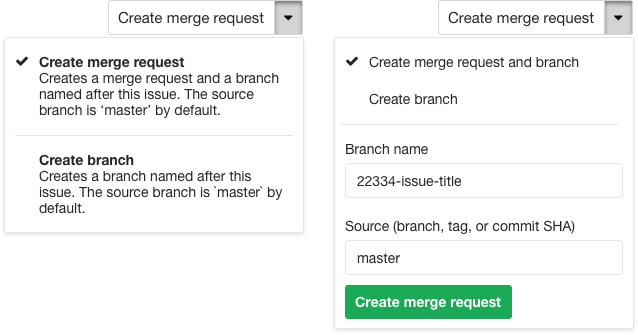 Create merge request
Create merge request
Creates a merge request and a branch
named after this issue. The source
branch is ‘master’ by default.
Create branch
Creates a branch named after this
issue. The source branch is `master` by
default.
Create merge request
Create merge request and branch
Create branch
Branch name
22334-issue-title
Source (branch, tag, or commit SHA)
master
Create merge request